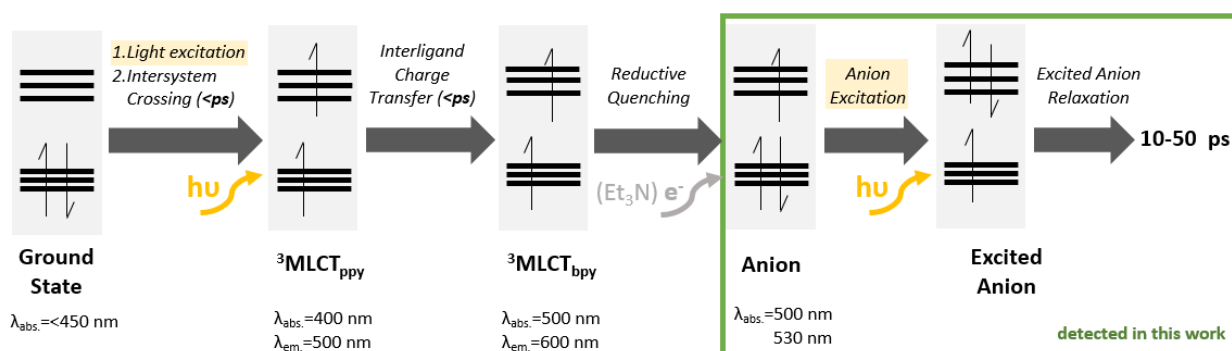 1.Light excitation
2.Intersystem
Crossing (<ps)
hυ
Interligand
Charge
Transfer (<ps)
Reductive
Quenching
(Et₃N) e⁻
Anion
Excitation
hυ
Excited Anion
Relaxation
10-50 ps
Ground
State
λabs.=<450 nm
³MLCTppy
λabs.=400 nm
λem.=500 nm
³MLCTbpy
λabs.=500 nm
λem.=600 nm
Anion
λabs.=500 nm
530 nm
Excited
Anion
detected in this work